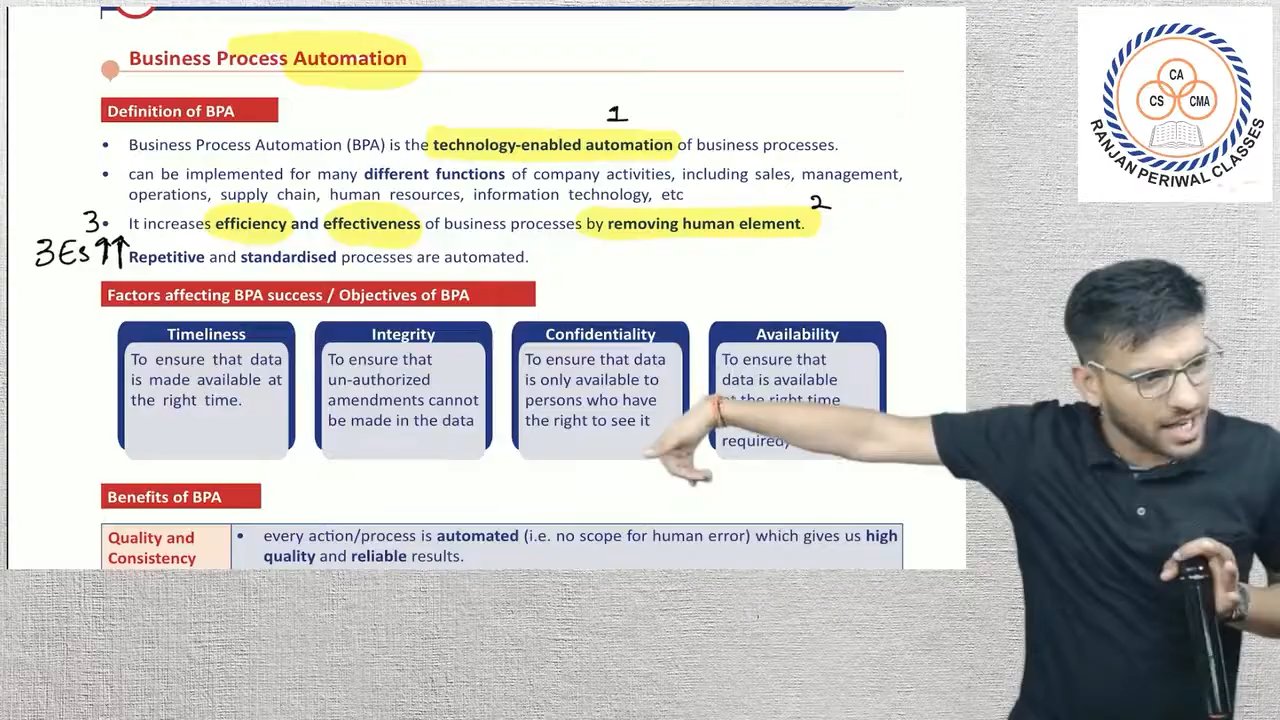 Business Process Automation
Definition of BPA
1
• Business Process Automation (BPA) is the technology-enabled automation of business processes.
• can be implemented for many different functions of company activities, including sales, management,
operations, supply chain, human resources, information technology, etc
2
3
• It increases efficiency and effectiveness of business processes by removing human element.
3Es ↑↑
Repetitive and standardised processes are automated.
Factors affecting BPA success / Objectives of BPA
Timeliness
To ensure that data
is made available at
the right time.
Integrity
To ensure that
un-authorized
amendments cannot
be made in the data
Confidentiality
To ensure that data
is only available to
persons who have
the right to see it
Availability
To ensure that
data is available
the right time
required)
Benefits of BPA
Quality and
Consistency
• action/process is automated (i.e. no scope for human error) which gives us high
quality and reliable results.
CA
CS
CMA
RANJAN PERIWAL CLASSES